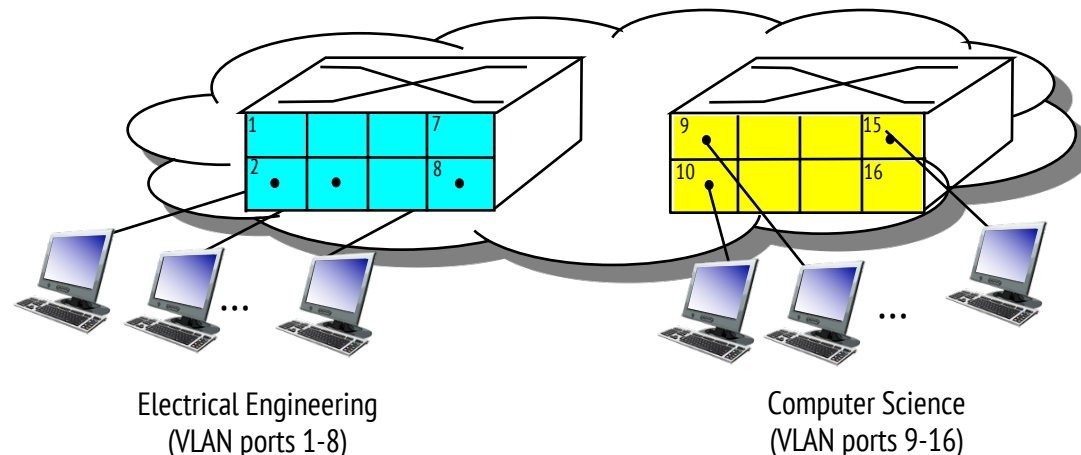 1 7
2 8
9 15
10 16
...
...
Electrical Engineering
(VLAN ports 1-8)
Computer Science
(VLAN ports 9-16)